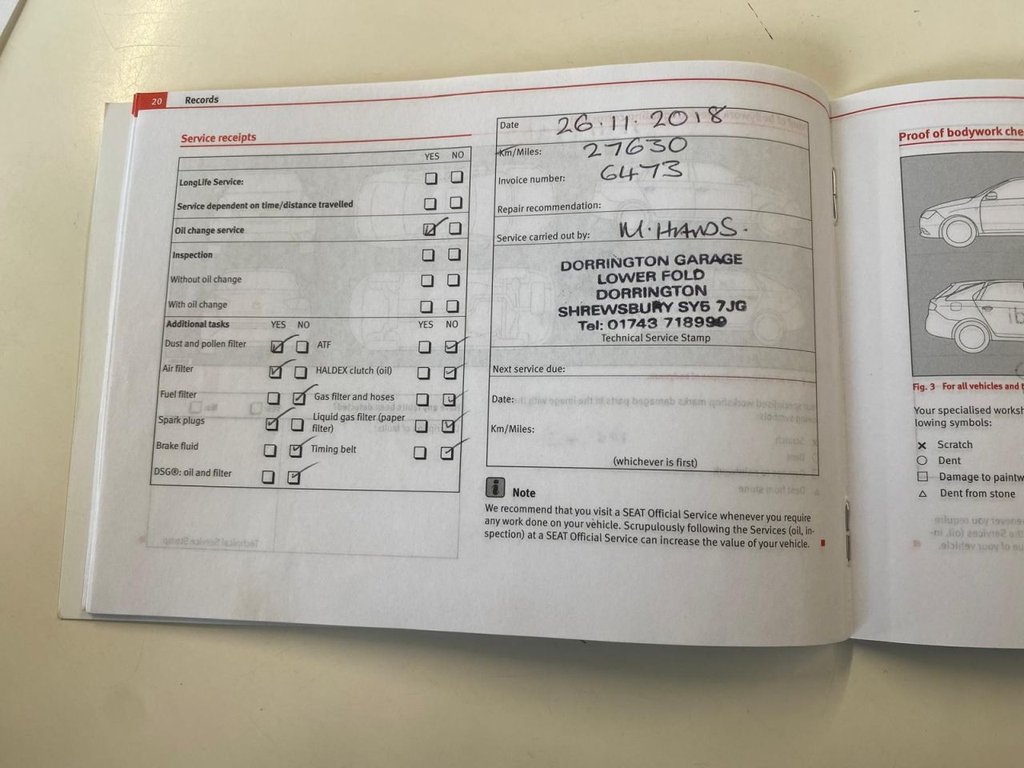 20 Records
Service receipts
YES NO
LongLife Service:
Service dependent on time/distance travelled
Oil change service
Inspection
Without oil change
With oil change
Additional tasks YES NO YES NO
Dust and pollen filter ATF
Air filter HALDEX clutch (oil)
Fuel filter Gas filter and hoses
Spark plugs Liquid gas filter (paper
filter)
Brake fluid Timing belt
DSG®: oil and filter
Date 26.11.2018
Km/Miles: 27630
Invoice number: 6473
Repair recommendation:
Service carried out by: M.HANDS.
DORRINGTON GARAGE
LOWER FOLD
DORRINGTON
SHREWSBURY SY5 7JG
Tel: 01743 718999
Technical Service Stamp
Next service due:
Date:
Km/Miles:
(whichever is first)
i Note
We recommend that you visit a SEAT Official Service whenever you require
any work done on your vehicle. Scrupulously following the Services (oil, in-
spection) at a SEAT Official Service can increase the value of your vehicle.
Proof of bodywork che
Fig. 3 For all vehicles and t
Your specialised worksh
lowing symbols:
× Scratch
○ Dent
□ Damage to paintw
△ Dent from stone